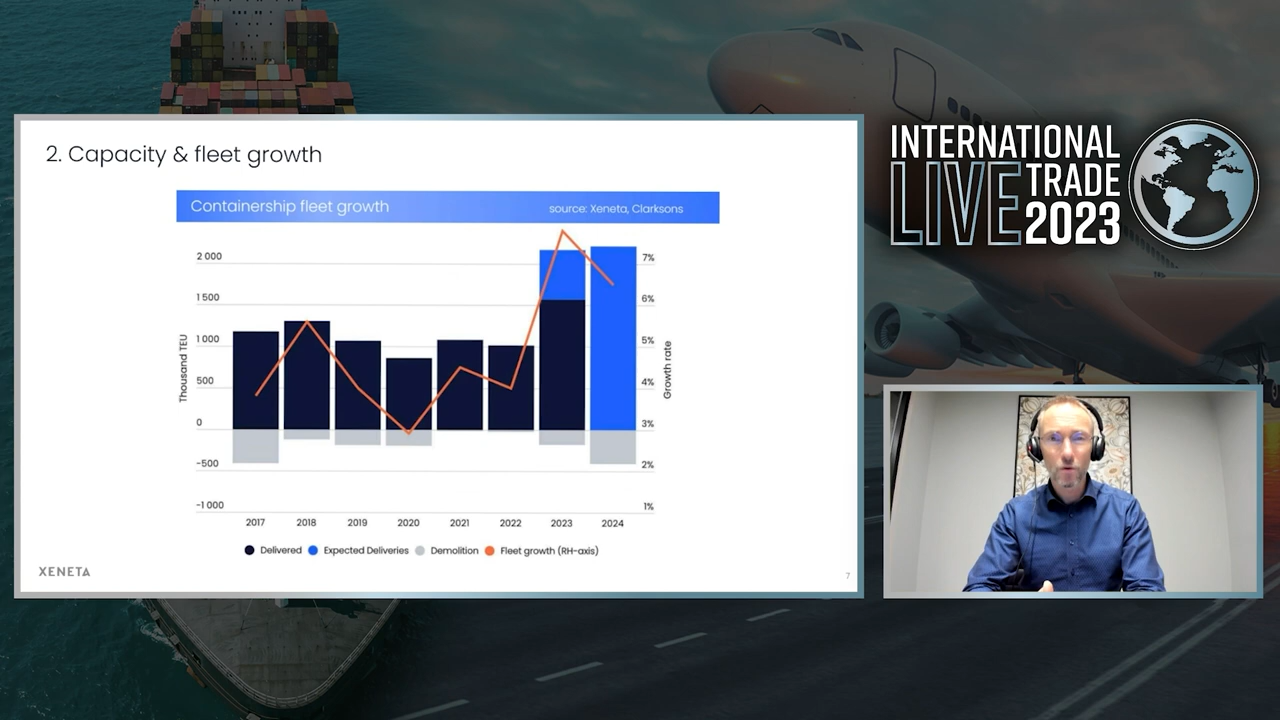 2. Capacity & fleet growth
Containership fleet growth
source: Xeneta, Clarksons
Thousand TEU
2 000
1 500
1 000
500
0
-500
-1 000
7%
6%
5%
4%
3%
2%
1%
Growth rate
2017 2018 2019 2020 2021 2022 2023 2024
Delivered Expected Deliveries Demolition Fleet growth (RH-axis)
XENETA
7
INTERNATIONAL
LIVE TRADE
2023